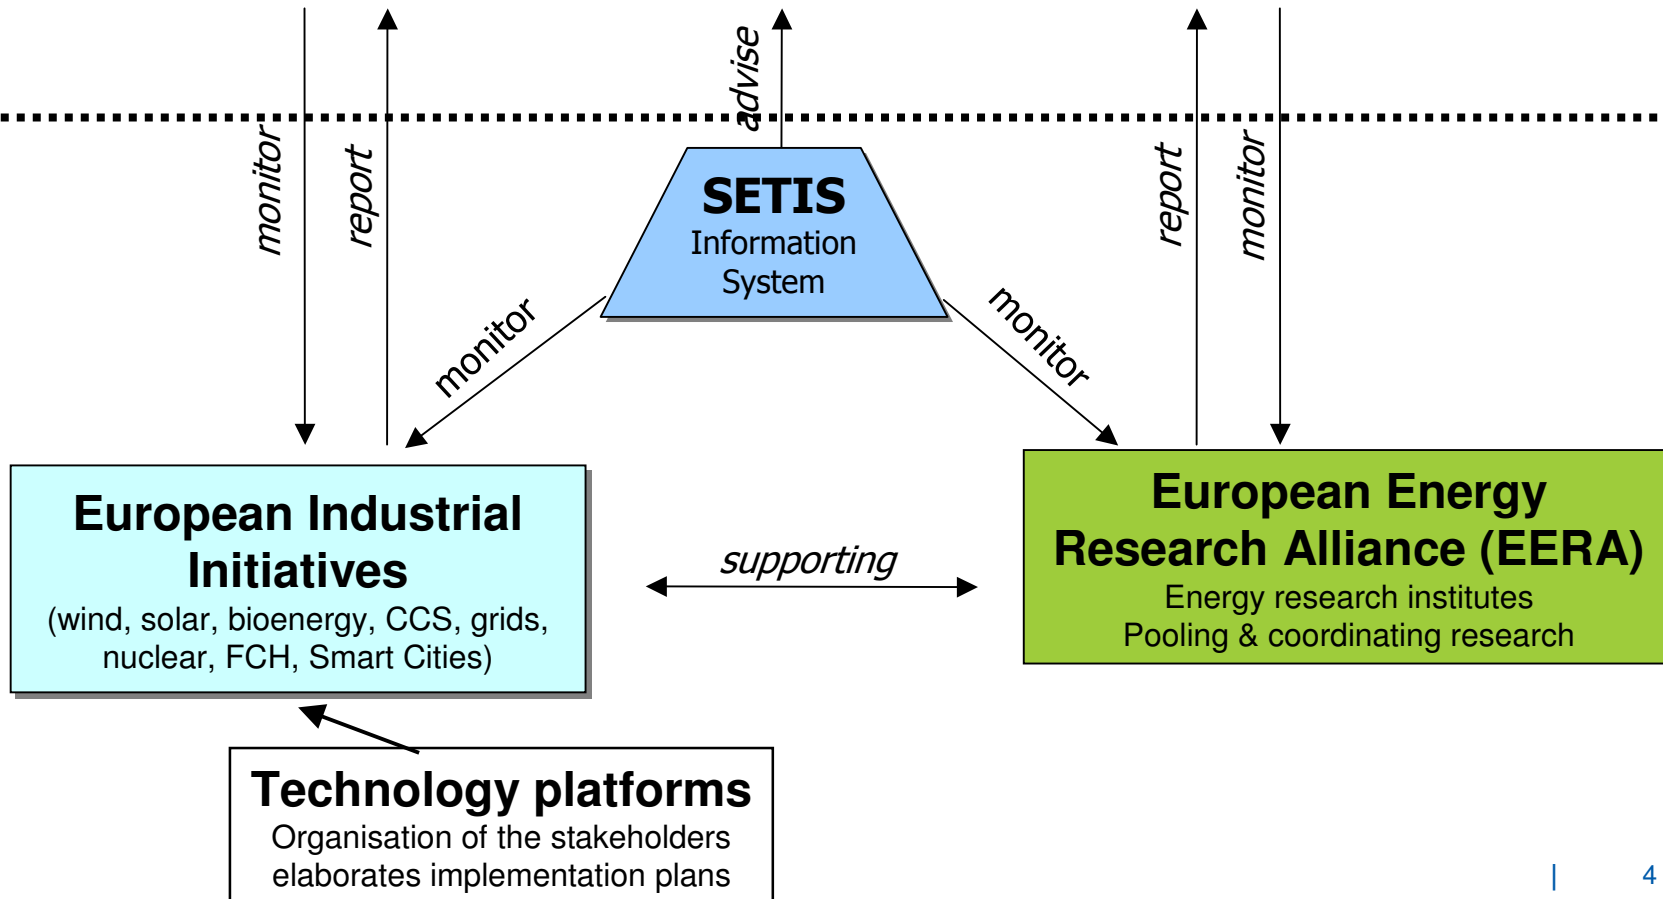 advise
monitor
report
report
monitor
SETIS
Information
System
monitor
monitor
European Industrial
Initiatives
(wind, solar, bioenergy, CCS, grids,
nuclear, FCH, Smart Cities)
supporting
European Energy
Research Alliance (EERA)
Energy research institutes
Pooling & coordinating research
Technology platforms
Organisation of the stakeholders
elaborates implementation plans
| 4